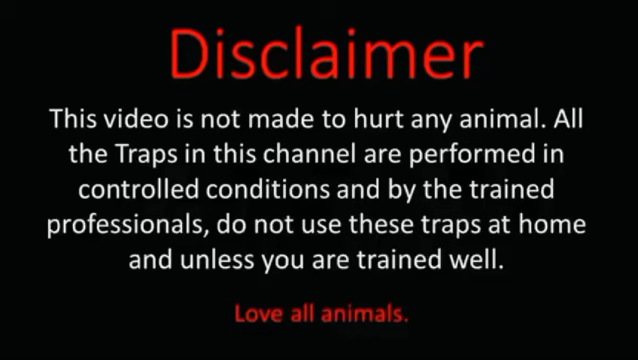 Disclaimer
This video is not made to hurt any animal. All
the Traps in this channel are performed in
controlled conditions and by the trained
professionals, do not use these traps at home
and unless you are trained well.
Love all animals.